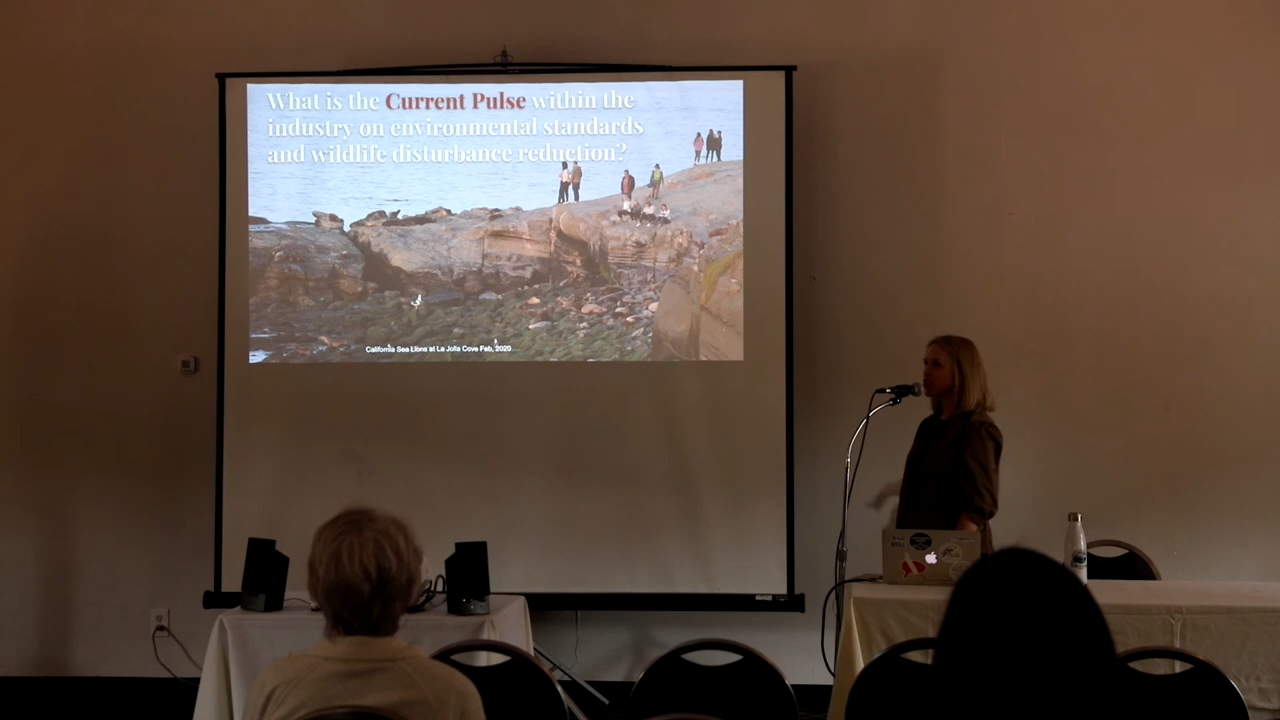 What is the Current Pulse within the
industry on environmental standards
and wildlife disturbance reduction?
California Sea Lions at La Jolla Cove Feb, 2020